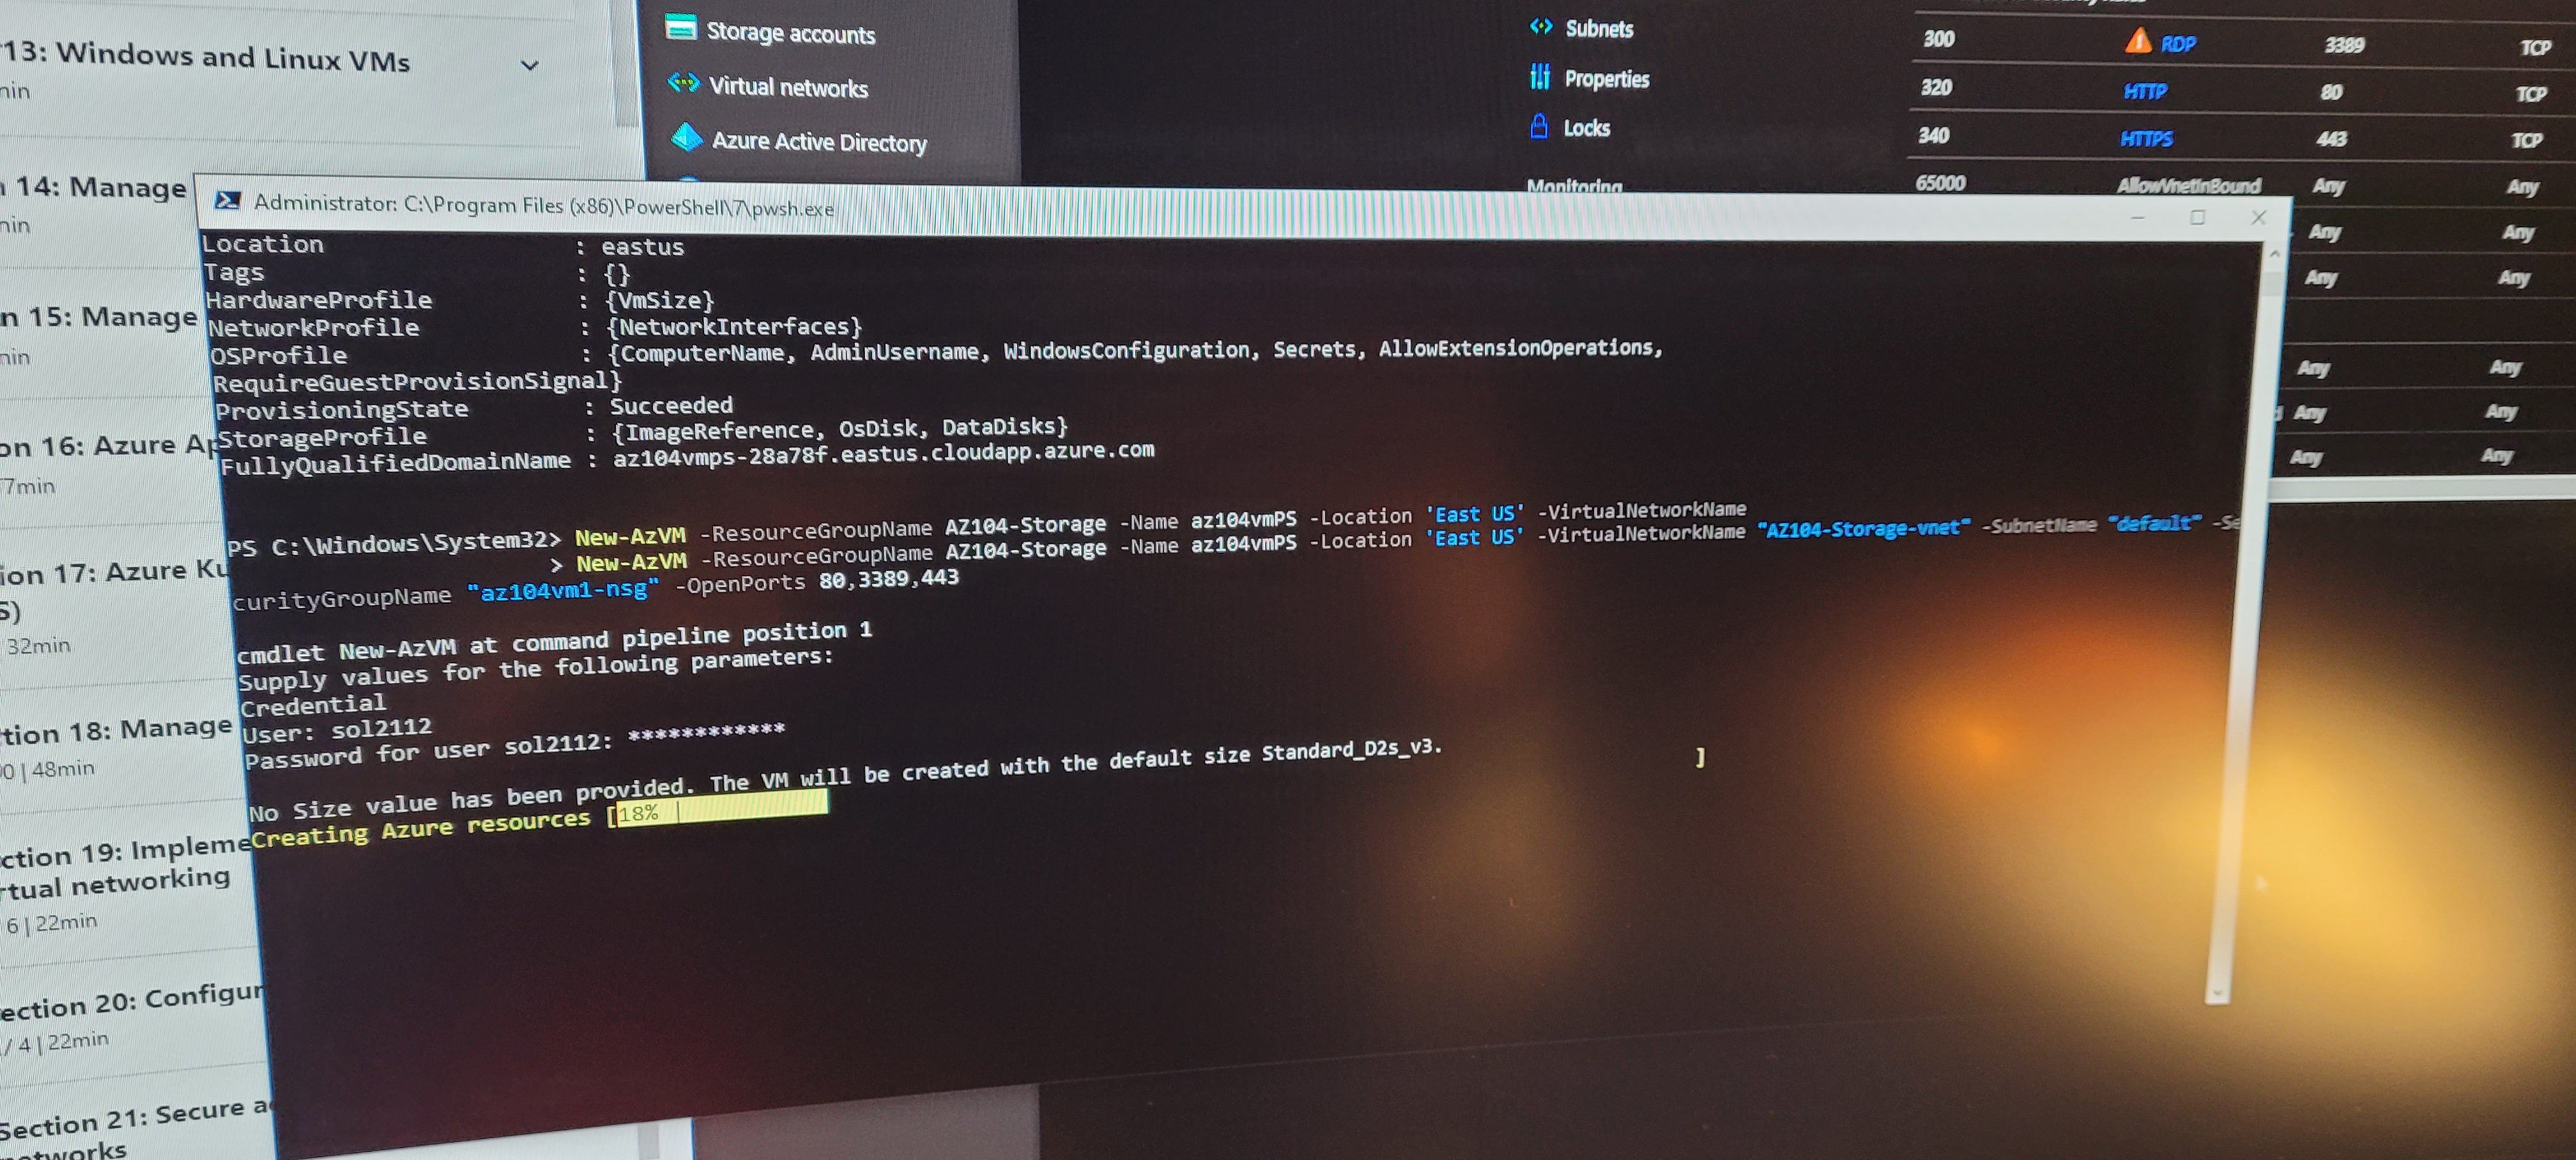 13: Windows and Linux VMs
min
14: Manage
min
n 15: Manage
min
on 16: Azure Ap
7min
ion 17: Azure Ku
S)
32min
tion 18: Manage
0 | 48min
ction 19: Impleme
rtual networking
6 | 22min
ection 20: Configur
/ 4 | 22min
Section 21: Secure a
networks
Storage accounts
Virtual networks
Azure Active Directory
Subnets
Properties
Locks
Monitoring
300 RDP 3389 TCP
320 HTTP 80 TCP
340 HTTPS 443 TCP
65000 AllowVnetInBound Any Any
Any Any
Any Any
Any Any
Any Any
Any Any
Administrator: C:\Program Files (x86)\PowerShell\7\pwsh.exe
Location : eastus
Tags : {}
HardwareProfile : {VmSize}
NetworkProfile : {NetworkInterfaces}
OSProfile : {ComputerName, AdminUsername, WindowsConfiguration, Secrets, AllowExtensionOperations,
RequireGuestProvisionSignal}
ProvisioningState : Succeeded
StorageProfile : {ImageReference, OsDisk, DataDisks}
FullyQualifiedDomainName : az104vmps-28a78f.eastus.cloudapp.azure.com
PS C:\Windows\System32> New-AzVM -ResourceGroupName AZ104-Storage -Name az104vmPS -Location 'East US' -VirtualNetworkName
> New-AzVM -ResourceGroupName AZ104-Storage -Name az104vmPS -Location 'East US' -VirtualNetworkName "AZ104-Storage-vnet" -SubnetName "default" -Se
curityGroupName "az104vm1-nsg" -OpenPorts 80,3389,443
cmdlet New-AzVM at command pipeline position 1
Supply values for the following parameters:
Credential
User: sol2112
Password for user sol2112: ************
No Size value has been provided. The VM will be created with the default size Standard_D2s_v3.
Creating Azure resources [18% | ]